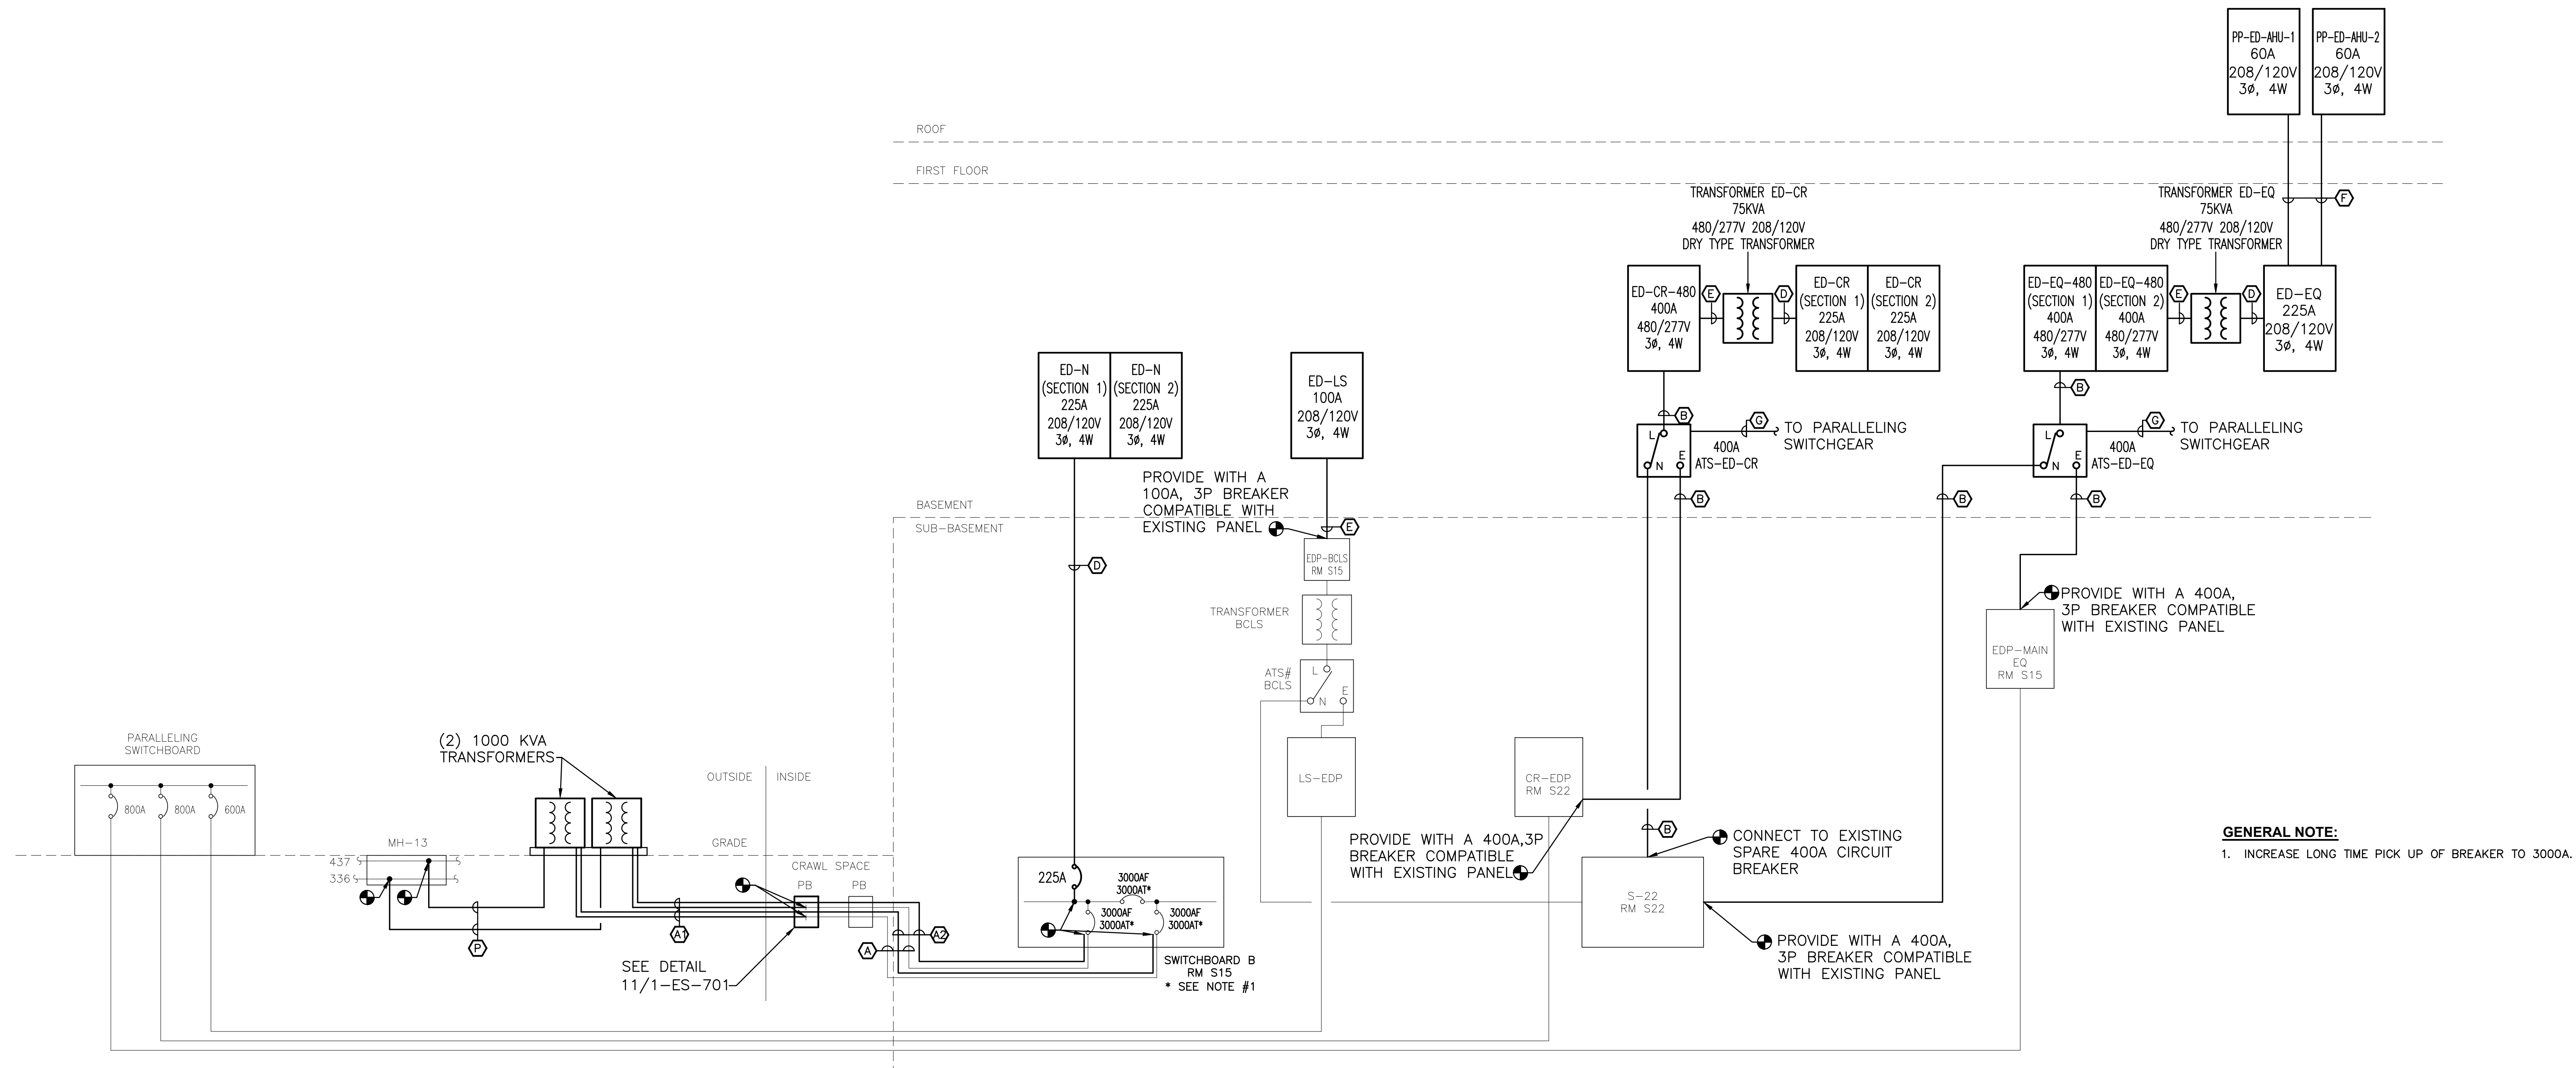 PP-ED-AHU-1
60A
208/120V
3ø, 4W
PP-ED-AHU-2
60A
208/120V
3ø, 4W
ROOF
FIRST FLOOR
TRANSFORMER ED-CR
75KVA
480/277V 208/120V
DRY TYPE TRANSFORMER
TRANSFORMER ED-EQ
75KVA
480/277V 208/120V
DRY TYPE TRANSFORMER
F
ED-CR-480
400A
480/277V
3ø, 4W
E
D
ED-CR
(SECTION 1)
225A
208/120V
3ø, 4W
ED-CR
(SECTION 2)
225A
208/120V
3ø, 4W
ED-EQ-480
(SECTION 1)
400A
480/277V
3ø, 4W
ED-EQ-480
(SECTION 2)
400A
480/277V
3ø, 4W
E
D
ED-EQ
225A
208/120V
3ø, 4W
ED-N
(SECTION 1)
225A
208/120V
3ø, 4W
ED-N
(SECTION 2)
225A
208/120V
3ø, 4W
ED-LS
100A
208/120V
3ø, 4W
B
B
L
N
E
G
TO PARALLELING
SWITCHGEAR
400A
ATS-ED-CR
L
N
E
G
TO PARALLELING
SWITCHGEAR
400A
ATS-ED-EQ
PROVIDE WITH A
100A, 3P BREAKER
COMPATIBLE WITH
EXISTING PANEL
B
B
B
BASEMENT
SUB-BASEMENT
E
D
EDP-BCLS
RM S15
TRANSFORMER
BCLS
ATS#
BCLS
L
N
E
PROVIDE WITH A 400A,
3P BREAKER COMPATIBLE
WITH EXISTING PANEL
EDP-MAIN
EQ
RM S15
PARALLELING
SWITCHBOARD
800A
800A
600A
(2) 1000 KVA
TRANSFORMERS
OUTSIDE
INSIDE
LS-EDP
CR-EDP
RM S22
MH-13
437
336
GRADE
CRAWL SPACE
PB
PB
PROVIDE WITH A 400A,3P
BREAKER COMPATIBLE
WITH EXISTING PANEL
B
CONNECT TO EXISTING
SPARE 400A CIRCUIT
BREAKER
S-22
RM S22
225A
3000AF
3000AT*
3000AF
3000AT*
3000AF
3000AT*
P
A1
A
A2
SEE DETAIL
11/1-ES-701
SWITCHBOARD B
RM S15
* SEE NOTE #1
PROVIDE WITH A 400A,
3P BREAKER COMPATIBLE
WITH EXISTING PANEL
GENERAL NOTE:
1. INCREASE LONG TIME PICK UP OF BREAKER TO 3000A.